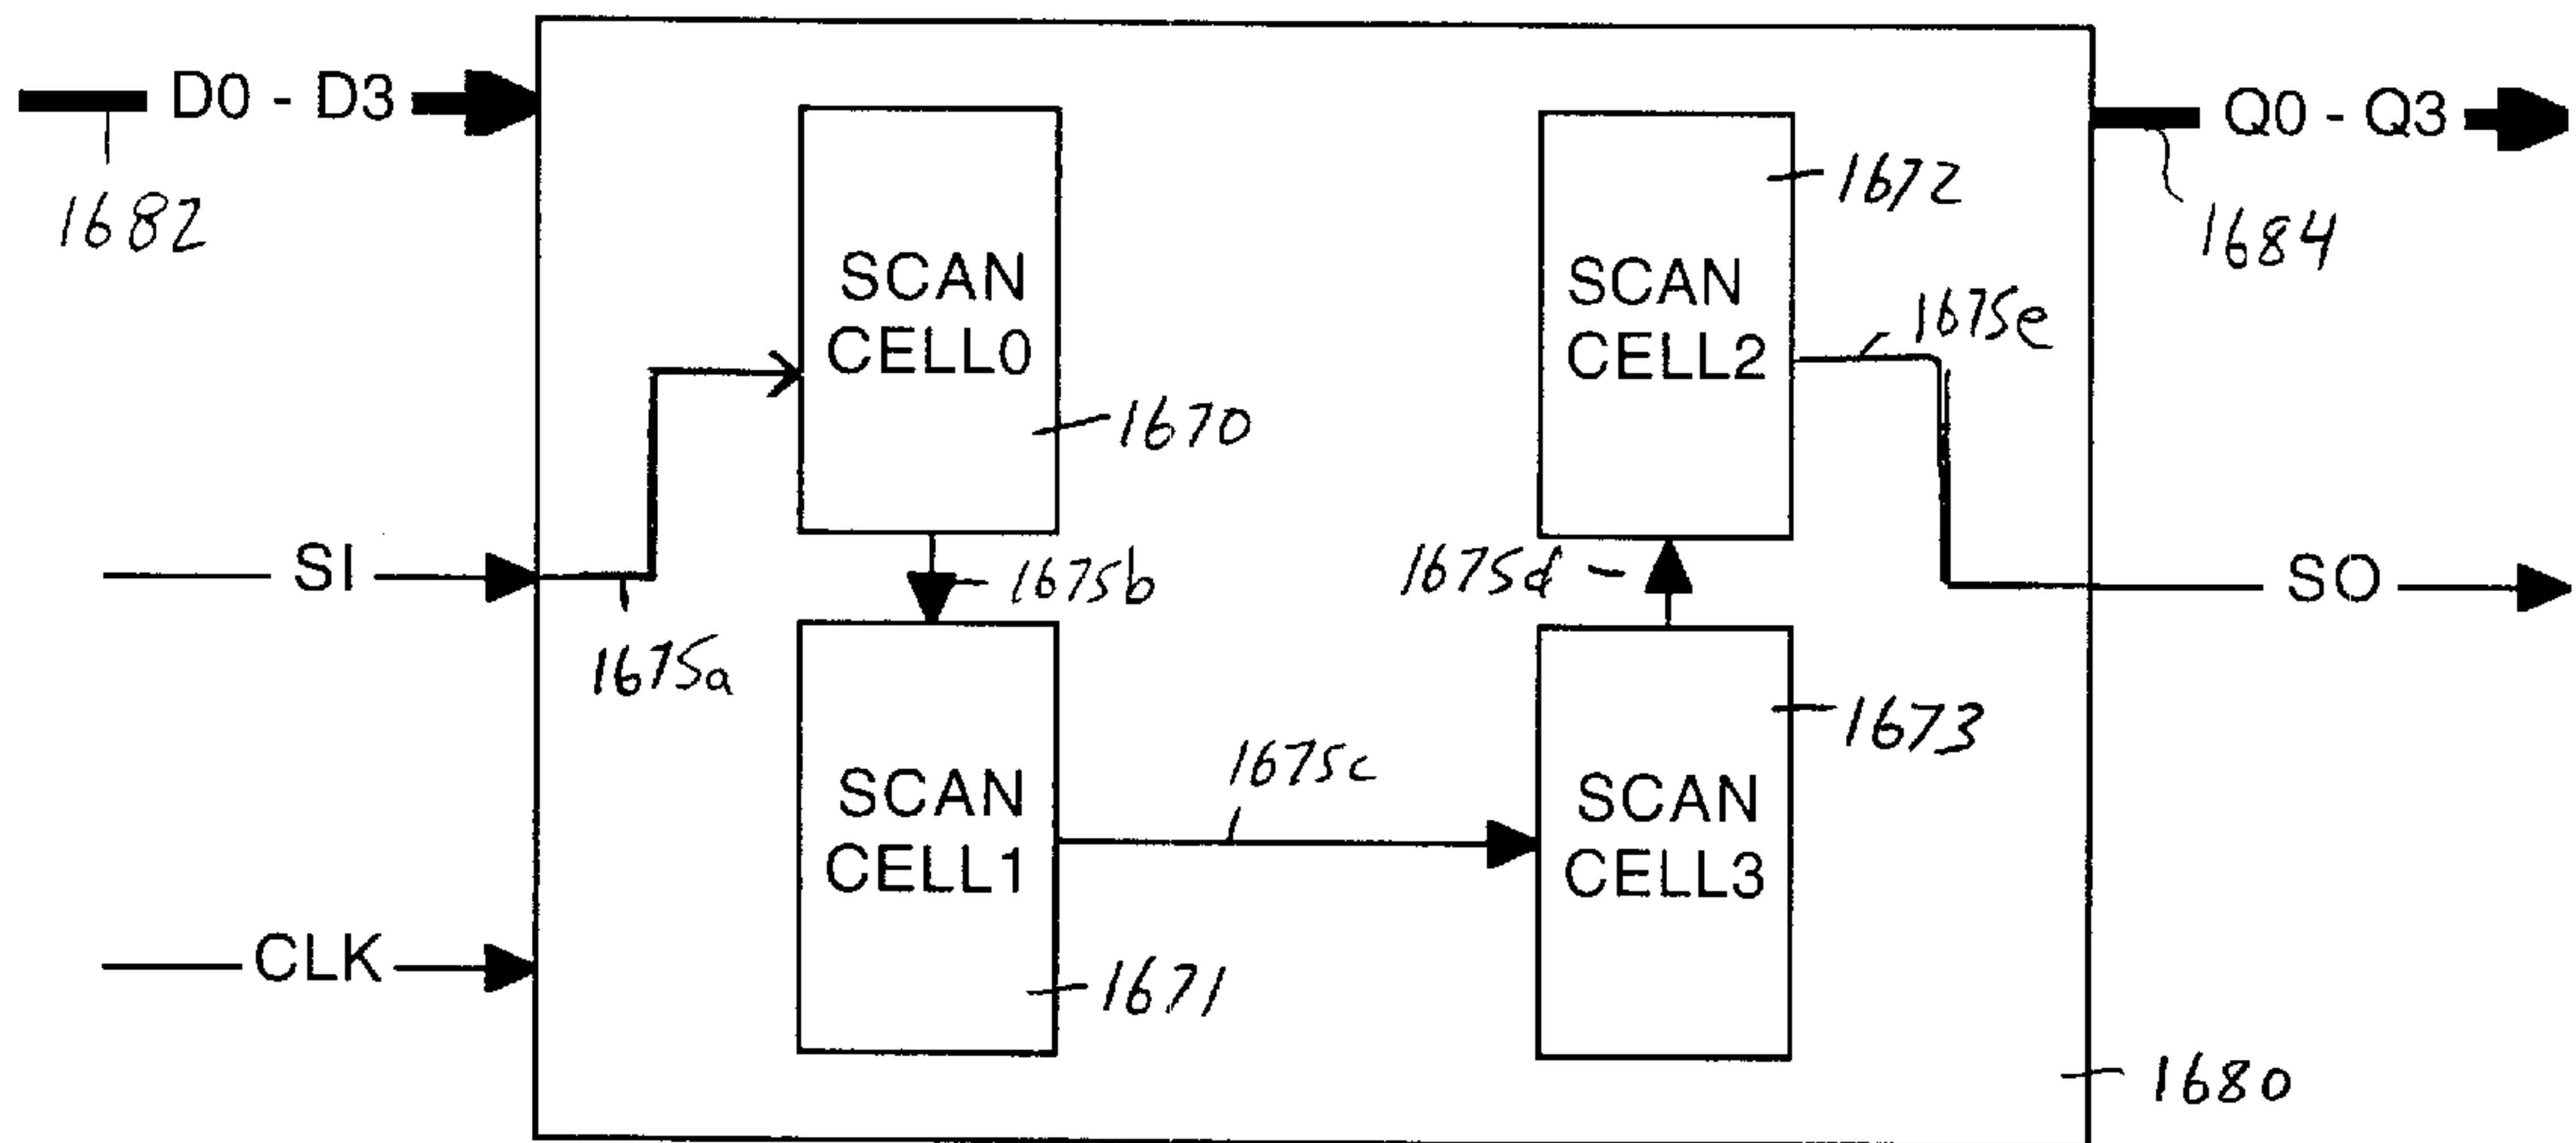 D0 - D3
1682
SCAN
CELL0
1670
SCAN
CELL2
1672
1675e
Q0 - Q3
1684
SI
1675a
1675b
1675d
SO
SCAN
CELL1
1671
1675c
SCAN
CELL3
1673
CLK
1680